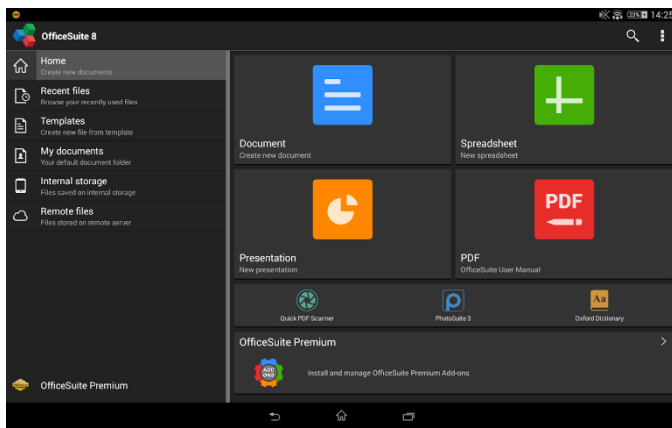 14:25
OfficeSuite 8
Home
Create new documents
Recent files
Browse your recently used files
Templates
Create new file from template
My documents
Your default document folder
Internal storage
Files saved on internal storage
Remote files
Files stored on remote server
OfficeSuite Premium
Document
Create new document
Spreadsheet
New spreadsheet
Presentation
New presentation
PDF
PDF
OfficeSuite User Manual
Quick PDF Scanner
PhotoSuite 3
Aa
Oxford Dictionary
OfficeSuite Premium
ADD
ONS
Install and manage OfficeSuite Premium Add-ons